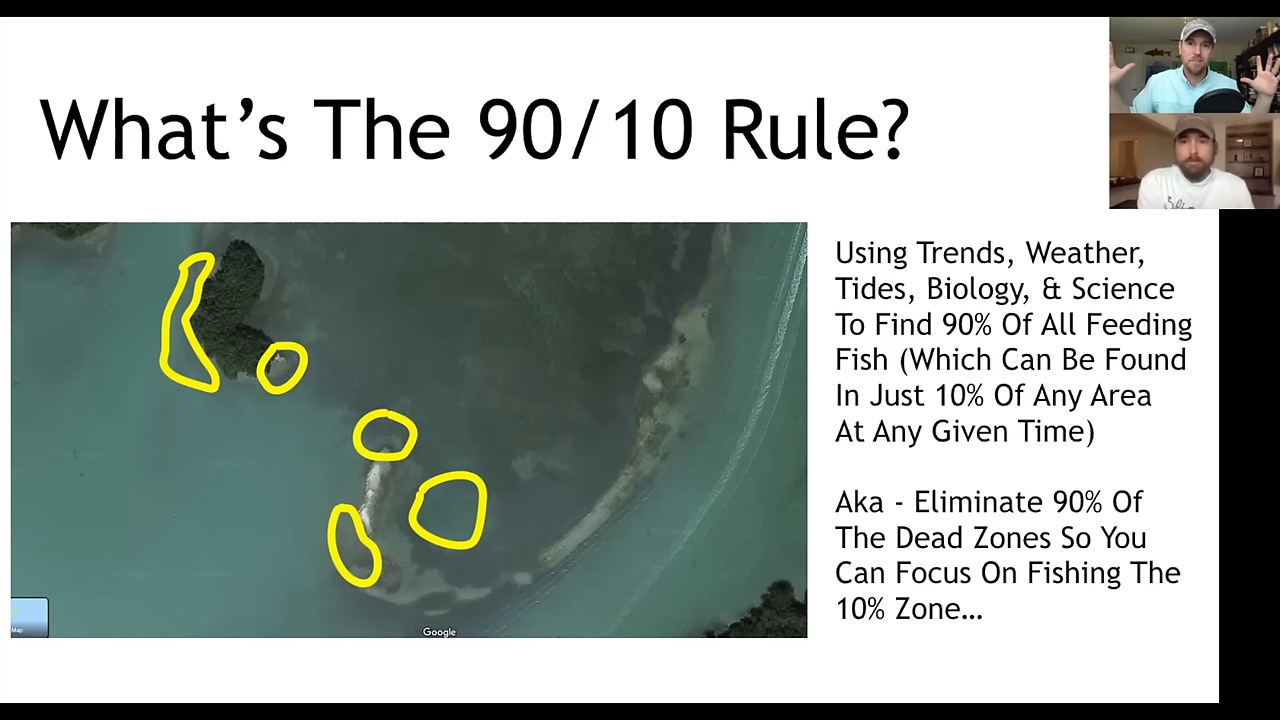 What's The 90/10 Rule?
Using Trends, Weather,
Tides, Biology, & Science
To Find 90% Of All Feeding
Fish (Which Can Be Found
In Just 10% Of Any Area
At Any Given Time)
Aka - Eliminate 90% Of
The Dead Zones So You
Can Focus On Fishing The
10% Zone…
Map
Google